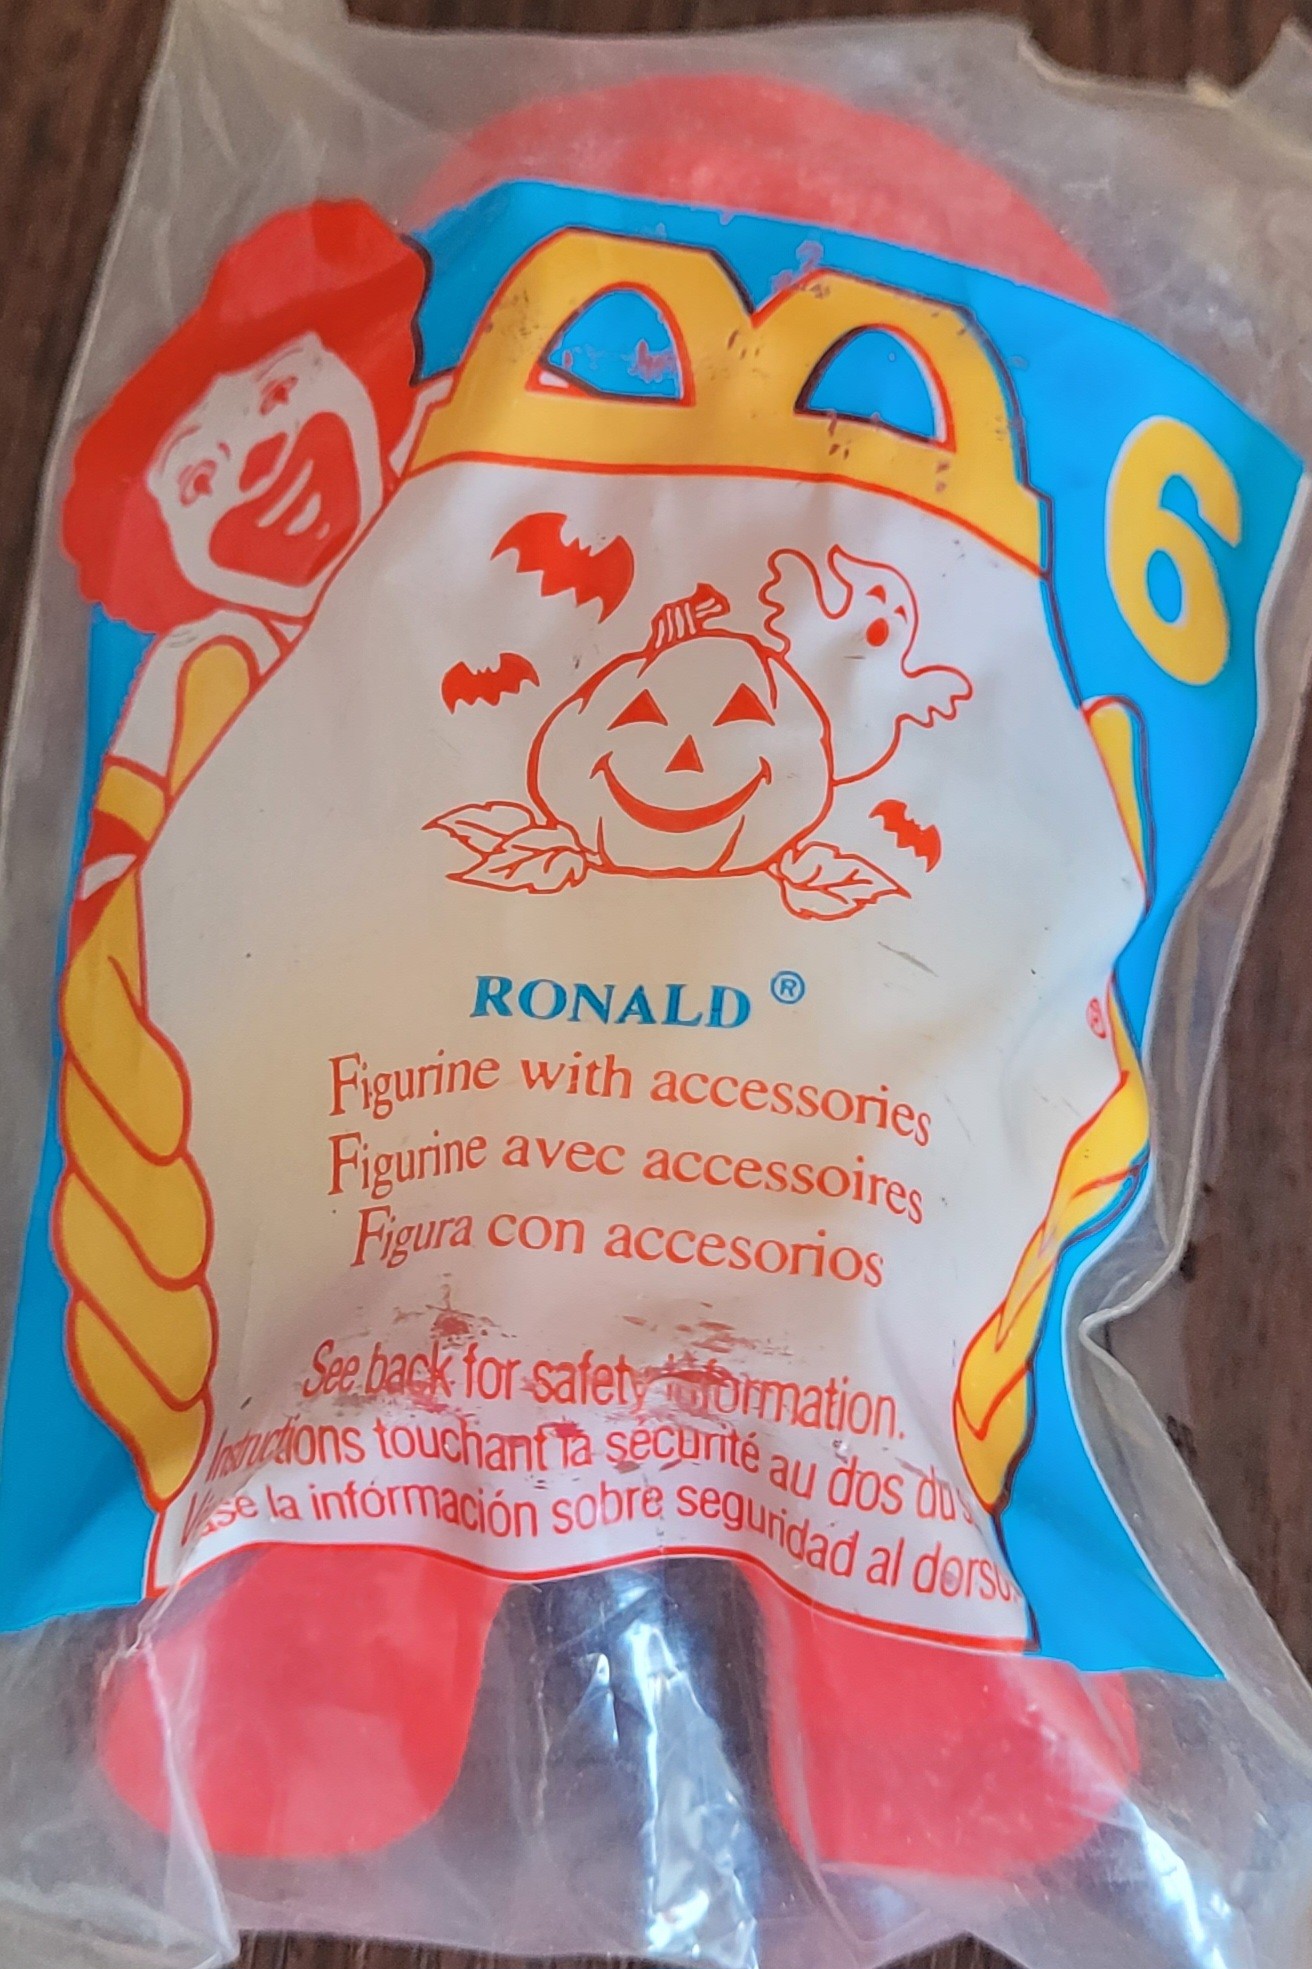 6
RONALD ®
Figurine with accessories
Figurine avec accessoires
Figura con accesorios
See back for safety information.
Instructions touchant la sécurité au dos du
Véase la información sobre seguridad al dorso.
®